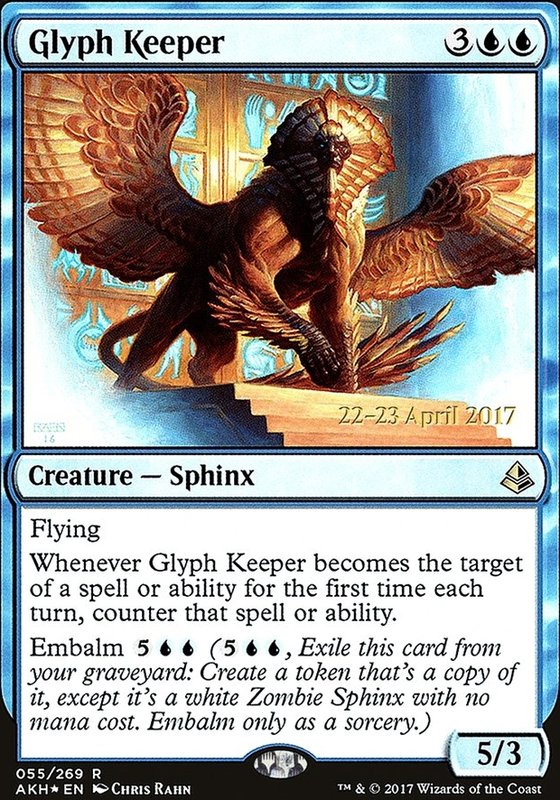 Glyph Keeper 3
22-23 April 2017
Creature — Sphinx
Flying
Whenever Glyph Keeper becomes the target
of a spell or ability for the first time each
turn, counter that spell or ability.
Embalm 5 (5, Exile this card from
your graveyard: Create a token that's a copy of
it, except it's a white Zombie Sphinx with no
mana cost. Embalm only as a sorcery.)
5/3
055/269 R
AKH★EN Chris Rahn
™ & © 2017 Wizards of the Coast